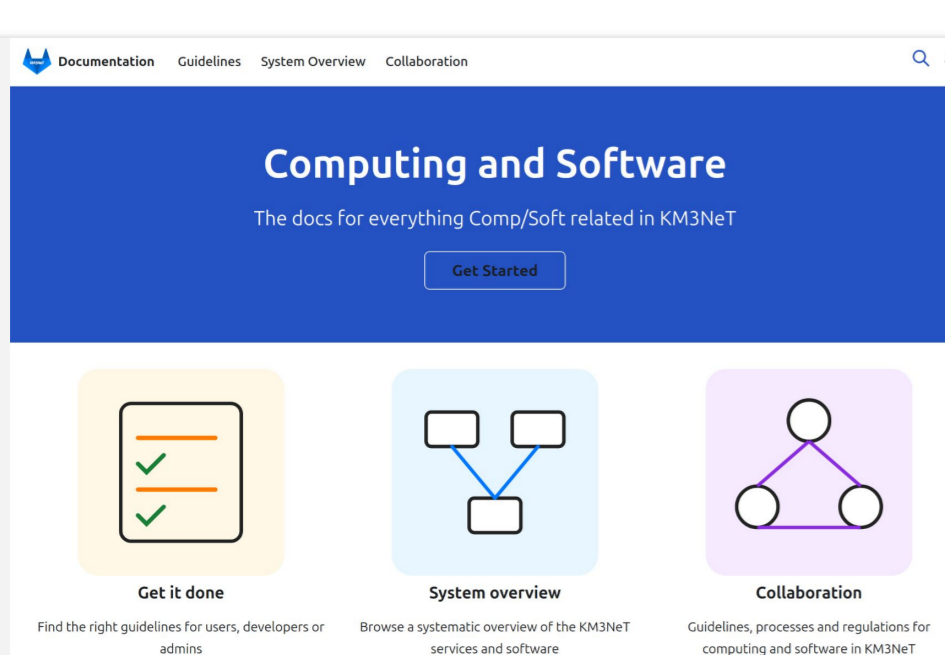 Documentation Guidelines System Overview Collaboration
Computing and Software
The docs for everything Comp/Soft related in KM3NeT
Get Started
Get it done
Find the right guidelines for users, developers or
admins
System overview
Browse a systematic overview of the KM3NeT
services and software
Collaboration
Guidelines, processes and regulations for
computing and software in KM3NeT